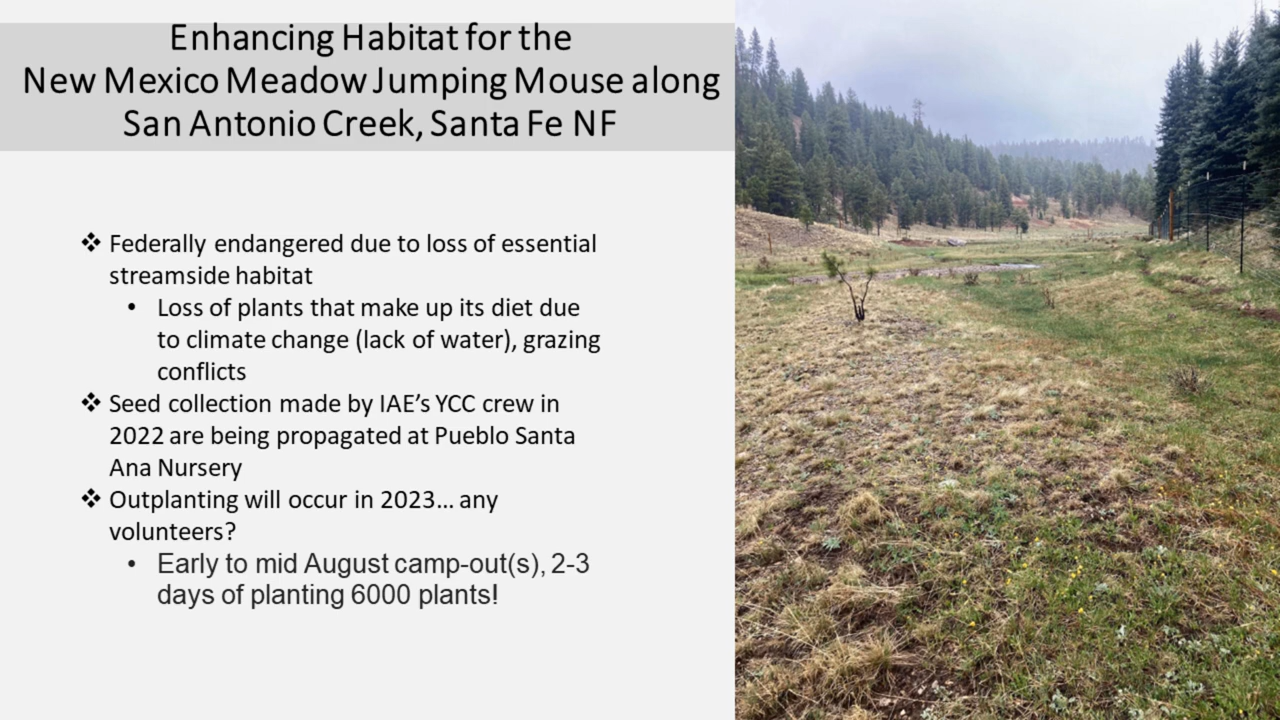 Enhancing Habitat for the
New Mexico Meadow Jumping Mouse along
San Antonio Creek, Santa Fe NF
❖ Federally endangered due to loss of essential
streamside habitat
• Loss of plants that make up its diet due
to climate change (lack of water), grazing
conflicts
❖ Seed collection made by IAE's YCC crew in
2022 are being propagated at Pueblo Santa
Ana Nursery
❖ Outplanting will occur in 2023... any
volunteers?
• Early to mid August camp-out(s), 2-3
days of planting 6000 plants!